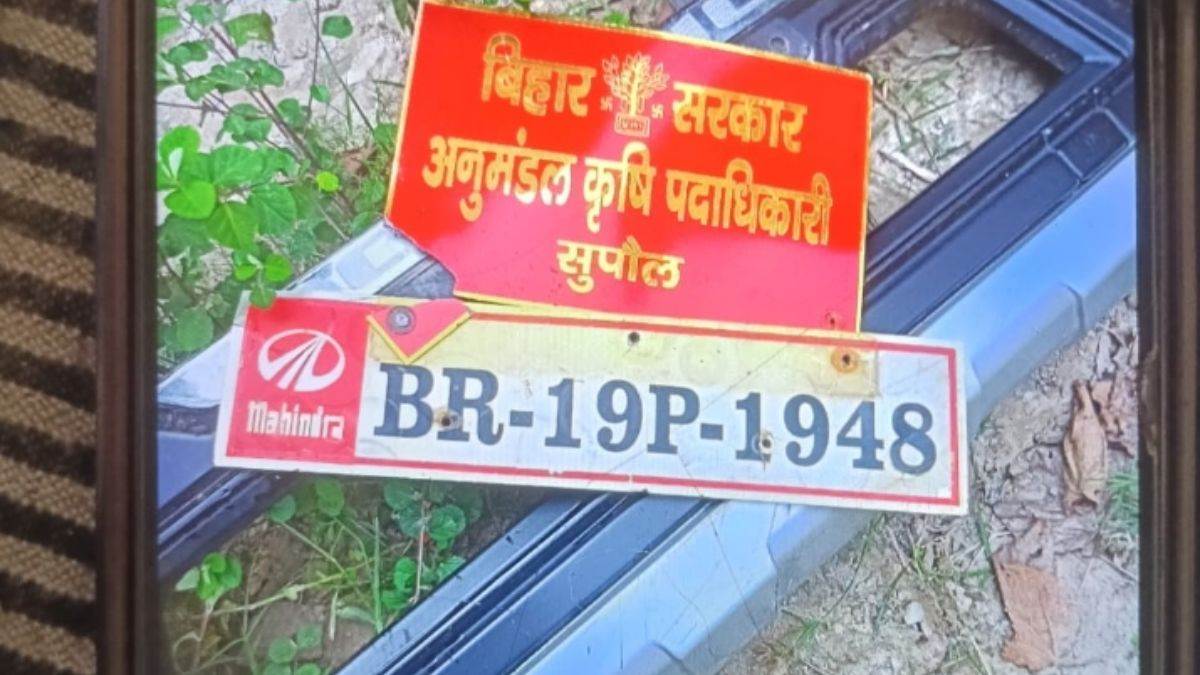 बिहार सरकार
अनुमंडल कृषि पदाधिकारी
सुपौल
Mahindra
BR-19P-1948